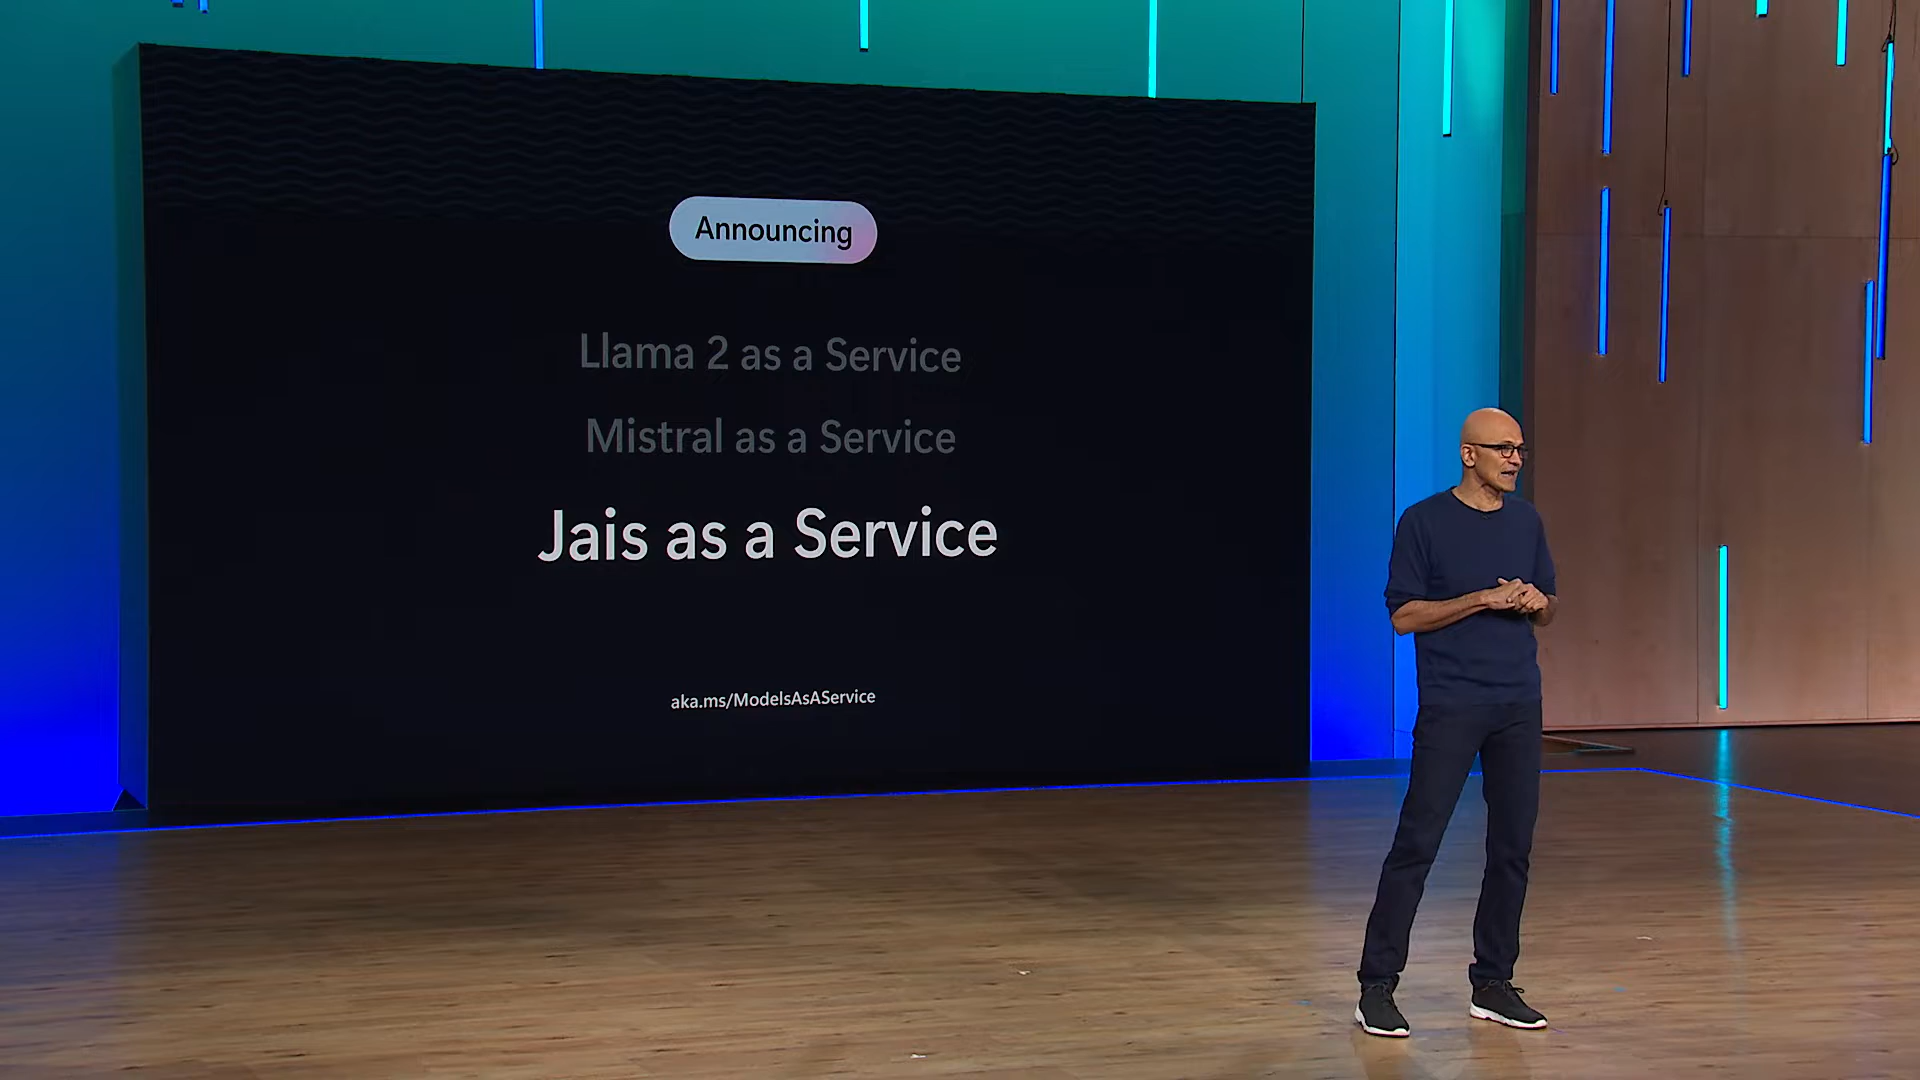 Announcing
Llama 2 as a Service
Mistral as a Service
Jais as a Service
aka.ms/ModelsAsAService